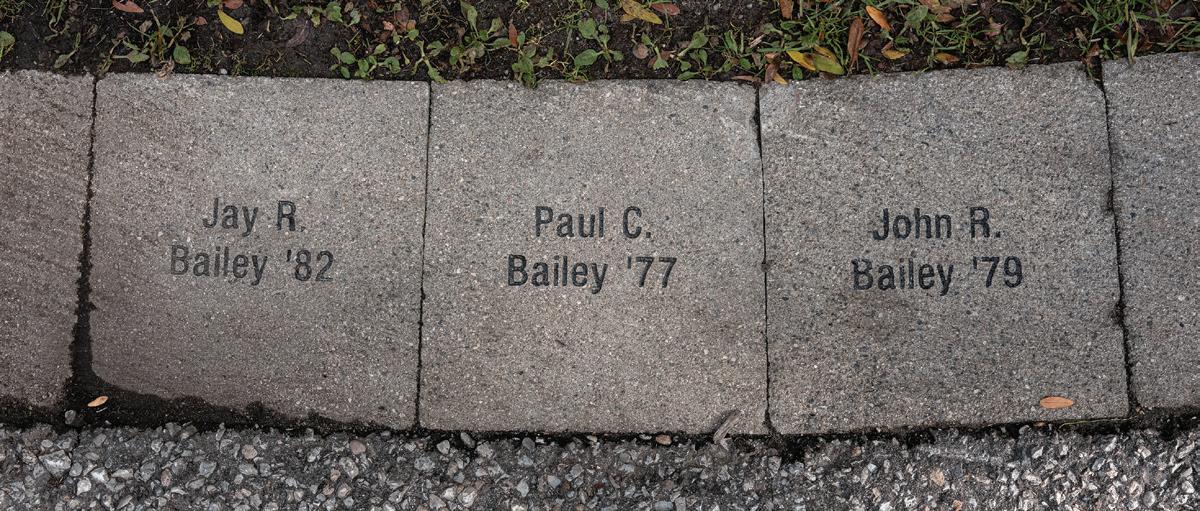 Jay R.
Bailey '82
Paul C.
Bailey '77
John R.
Bailey '79